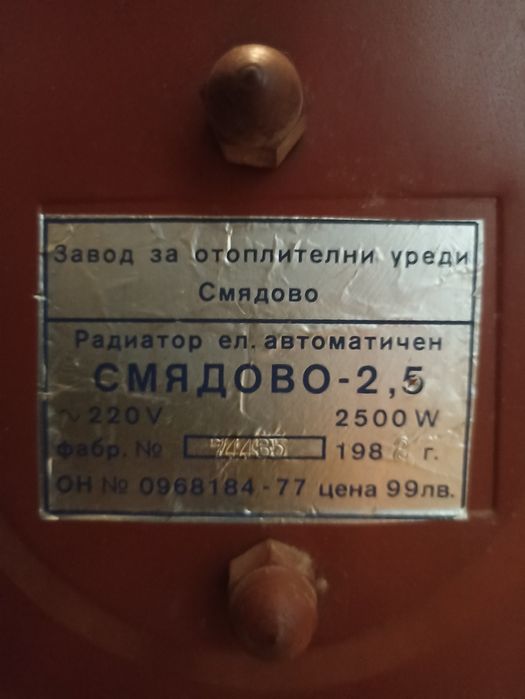 Завод за отоплителни уреди
Смядово
Радиатор ел. автоматичен
СМЯДОВО-2,5
~220V 2500W
фабр. № 198 г.
ОН № 0968184-77 цена 99лв.